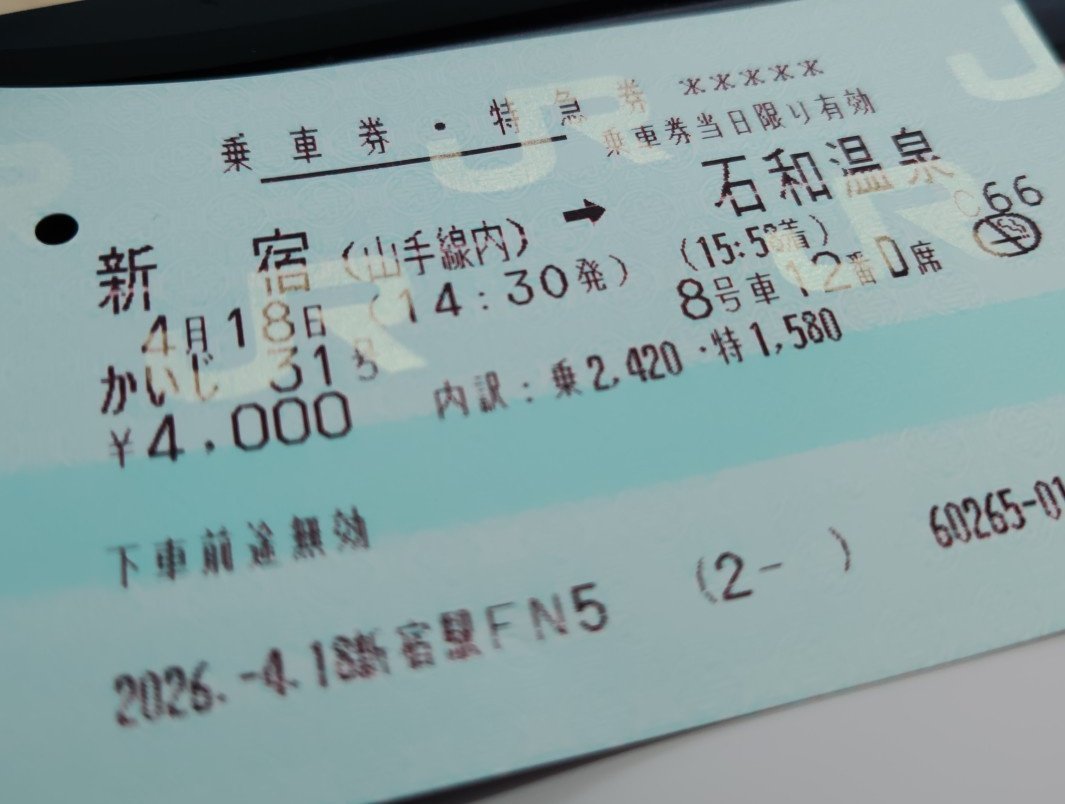 乗車券・特急券 *****
乗車券当日限り有効
新宿 (山手線内) ➡ 石和温泉
4月18日 (14:30発) 着)
8号車12番D席 66
かいじ 31号
¥4,000 内訳:乗2,420・特1,580
下車前途無効
2026.-4.18新宿駅FN5 (2- ) 60265-01
JR
JR
JR
J